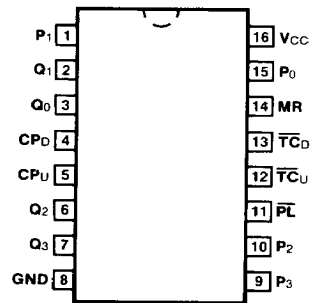 P1 1 16 VCC
Q1 2 15 P0
Q0 3 14 MR
CPD 4 13 TCD
CPU 5 12 TCU
Q2 6 11 PL
Q3 7 10 P2
GND 8 9 P3